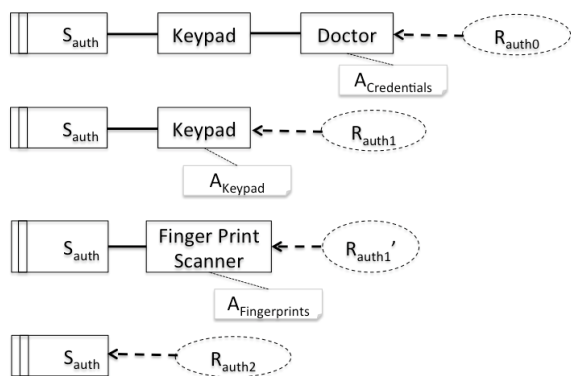 S_auth Keypad Doctor R_auth0
A_Credentials
S_auth Keypad R_auth1
A_Keypad
S_auth Finger Print Scanner R_auth1'
A_Fingerprints
S_auth R_auth2